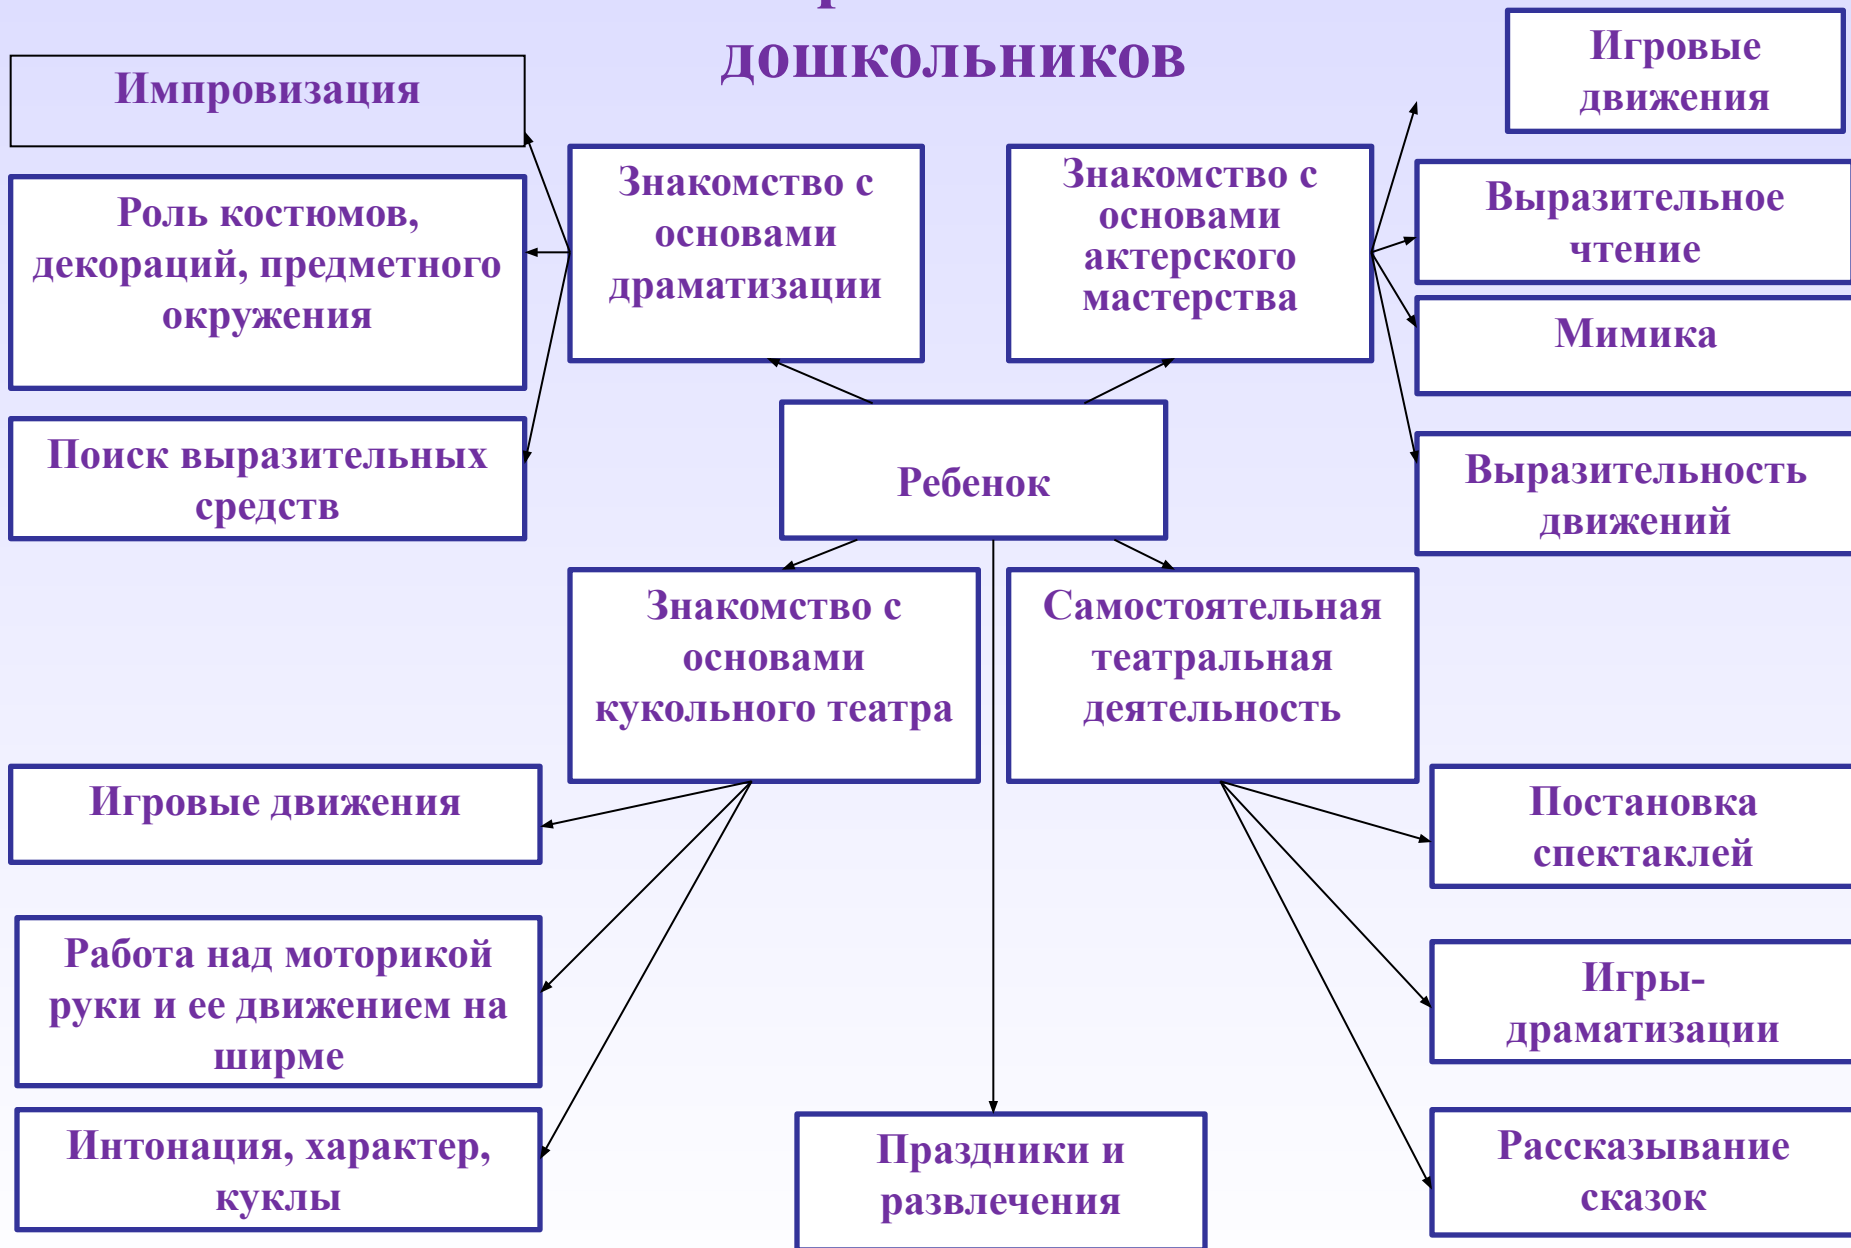 дошкольников
Игровые
движения
Импровизация
Знакомство с
основами
драматизации
Знакомство с
основами
актерского
мастерства
Роль костюмов,
декораций, предметного
окружения
Выразительное
чтение
Мимика
Поиск выразительных
средств
Ребенок
Выразительность
движений
Знакомство с
основами
кукольного театра
Самостоятельная
театральная
деятельность
Игровые движения
Постановка
спектаклей
Работа над моторикой
руки и ее движением на
ширме
Игры-
драматизации
Интонация, характер,
куклы
Праздники и
развлечения
Рассказывание
сказок